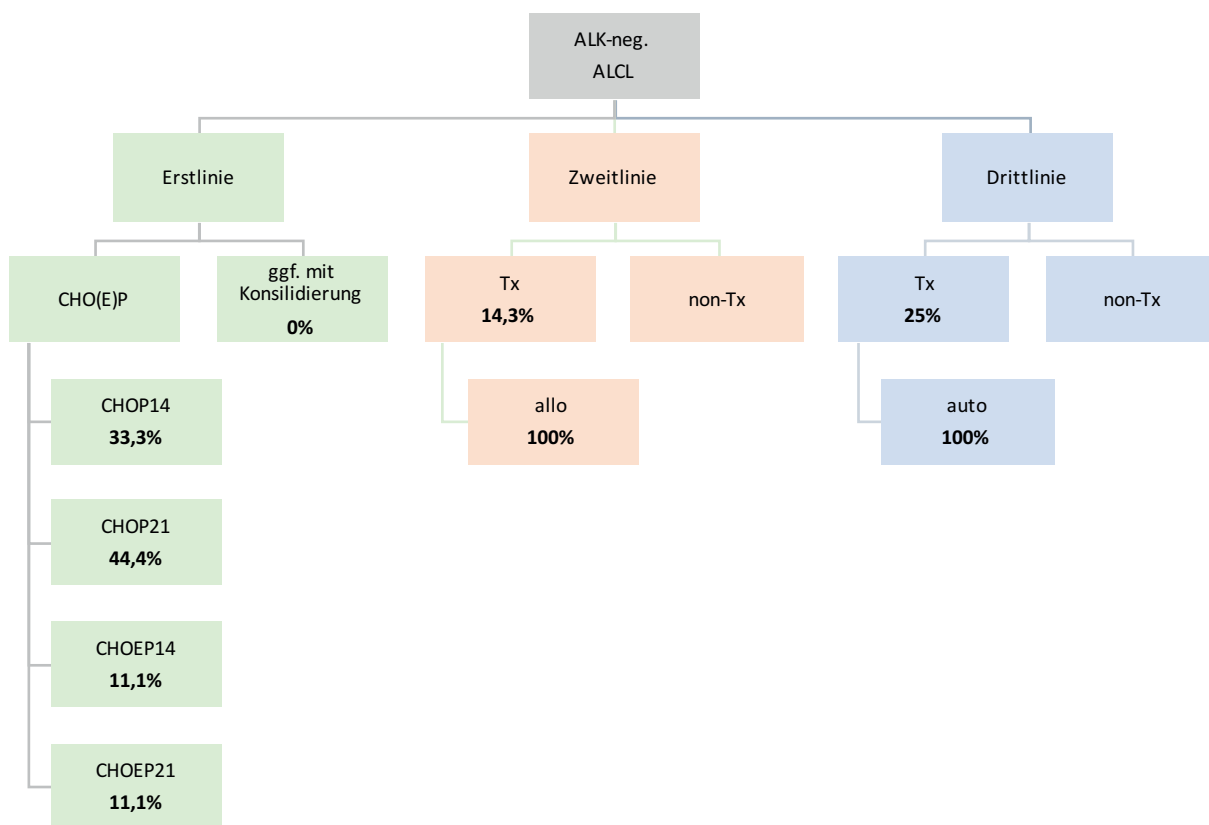 ALK-neg.
ALCL
Erstlinie
Zweitlinie
Drittlinie
CHO(E)P
ggf. mit
Konsilidierung
0%
Tx
14,3%
non-Tx
Tx
25%
non-Tx
CHOP14
33,3%
allo
100%
auto
100%
CHOP21
44,4%
CHOEP14
11,1%
CHOEP21
11,1%